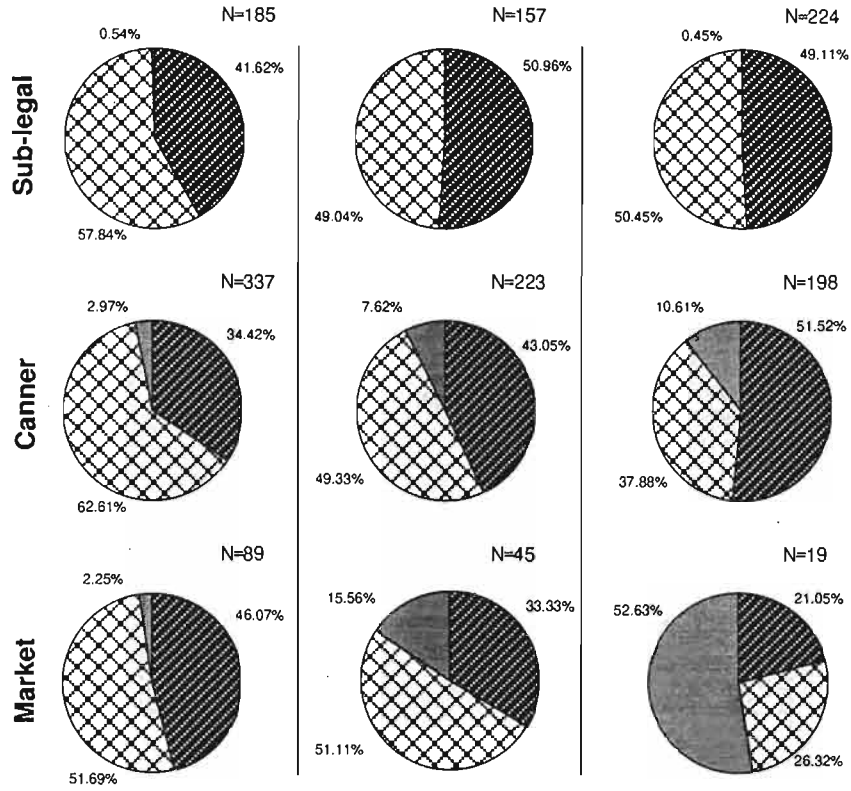 N=185
N=157
N=224
0.54%
41.62%
50.96%
0.45%
49.11%
Sub-legal
57.84%
49.04%
50.45%
N=337
N=223
N=198
2.97%
34.42%
7.62%
43.05%
10.61%
51.52%
Canner
62.61%
49.33%
37.88%
N=89
N=45
N=19
2.25%
46.07%
15.56%
33.33%
52.63%
21.05%
Market
51.69%
51.11%
26.32%